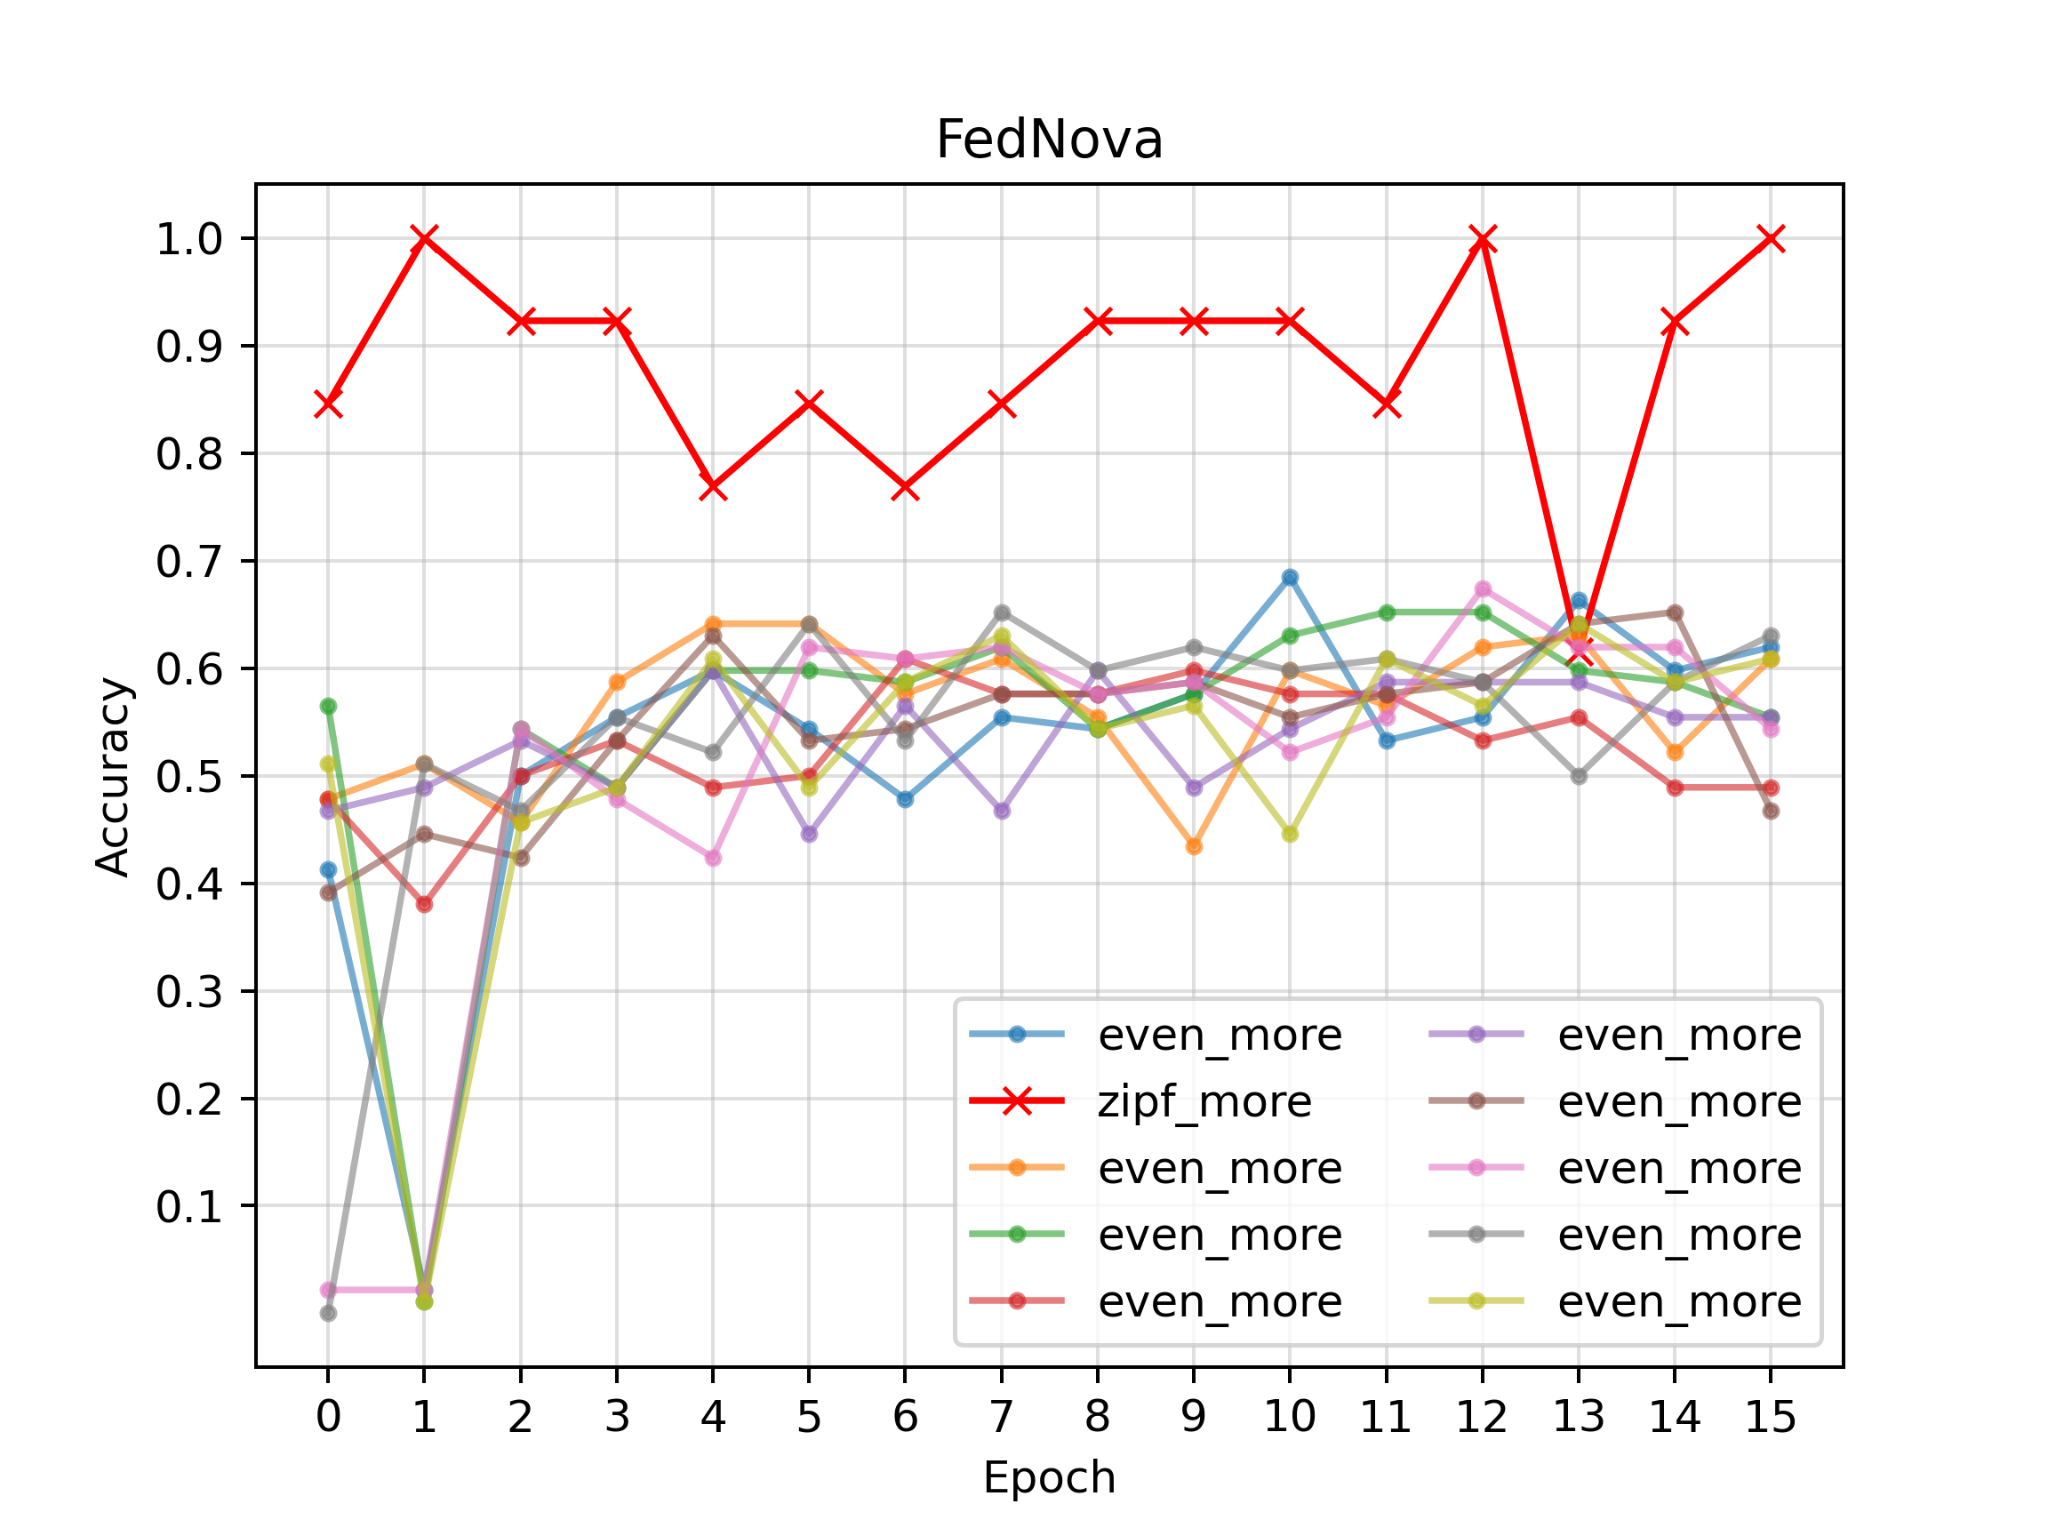 FedNova
1.0
0.9
0.8
0.7
0.6
0.5
0.4
0.3
0.2
0.1
Accuracy
even_more
zipf_more
even_more
even_more
even_more
even_more
even_more
even_more
even_more
even_more
0 1 2 3 4 5 6 7 8 9 10 11 12 13 14 15
Epoch